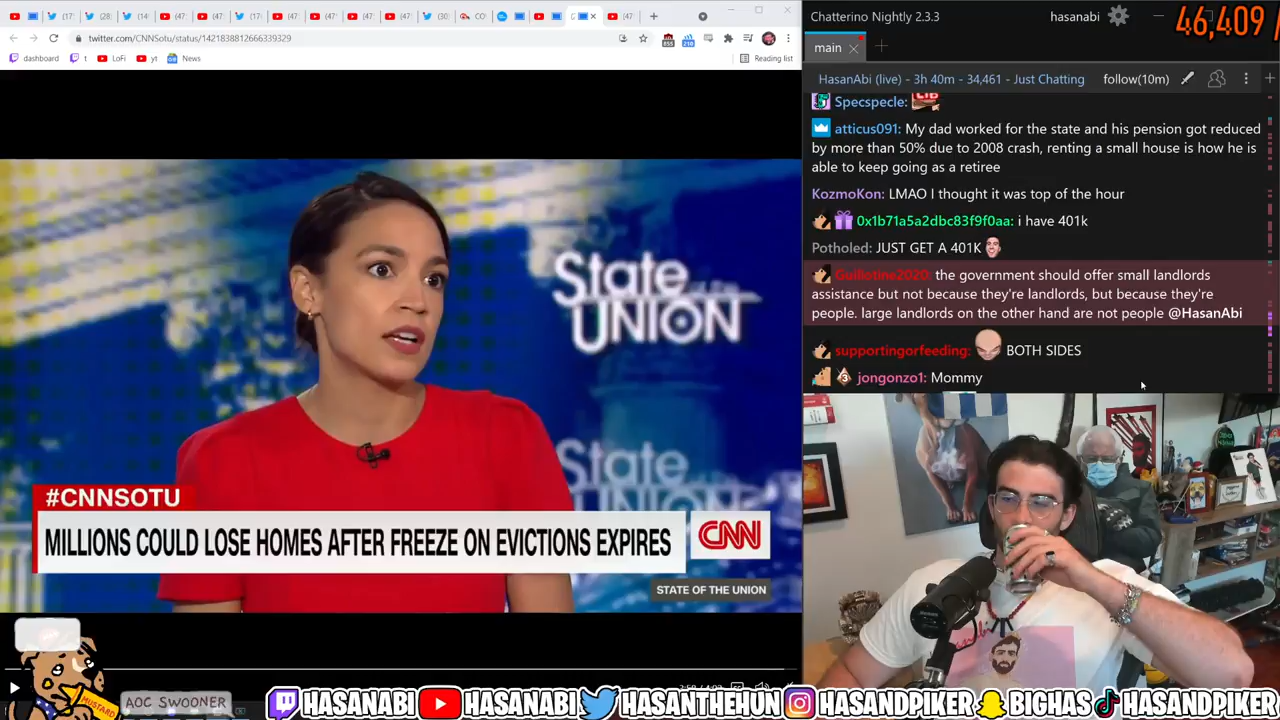 twitter.com/CNNSotu/status/1421838812666339329
dashboard
t
LoFi
yt
News
Reading list
State
of the
UNION
State
#CNNSOTU
MILLIONS COULD LOSE HOMES AFTER FREEZE ON EVICTIONS EXPIRES
CNN
STATE OF THE UNION
AOC SWOONER
MUSTARD
Chatterino Nightly 2.3.3
hasanabi
46,409
main
HasanAbi (live) - 3h 40m - 34,461 - Just Chatting
follow(10m)
Specspecle:
atticus091: My dad worked for the state and his pension got reduced
by more than 50% due to 2008 crash, renting a small house is how he is
able to keep going as a retiree
KozmoKon: LMAO I thought it was top of the hour
0x1b71a5a2dbc83f9f0aa: i have 401k
Potholed: JUST GET A 401K
Guillotine2020: the government should offer small landlords
assistance but not because they're landlords, but because they're
people. large landlords on the other hand are not people @HasanAbi
supportingorfeeding: BOTH SIDES
jongonzo1: Mommy
HASANABI
HASANABI
HASANTHEHUN
HASANDPIKER
BIGHAS
HASANDPIKER